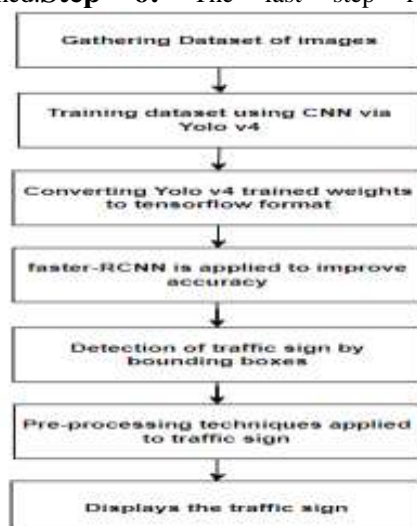 ned.Step 6: The last step r
Gathering Dataset of images
Training dataset using CNN via
Yolo v4
Converting Yolo v4 trained weights
to tensorflow format
faster-RCNN is applied to improve
accuracy
Detection of traffic sign by
bounding boxes
Pre-processing techniques applied
to traffic sign
Displays the traffic sign